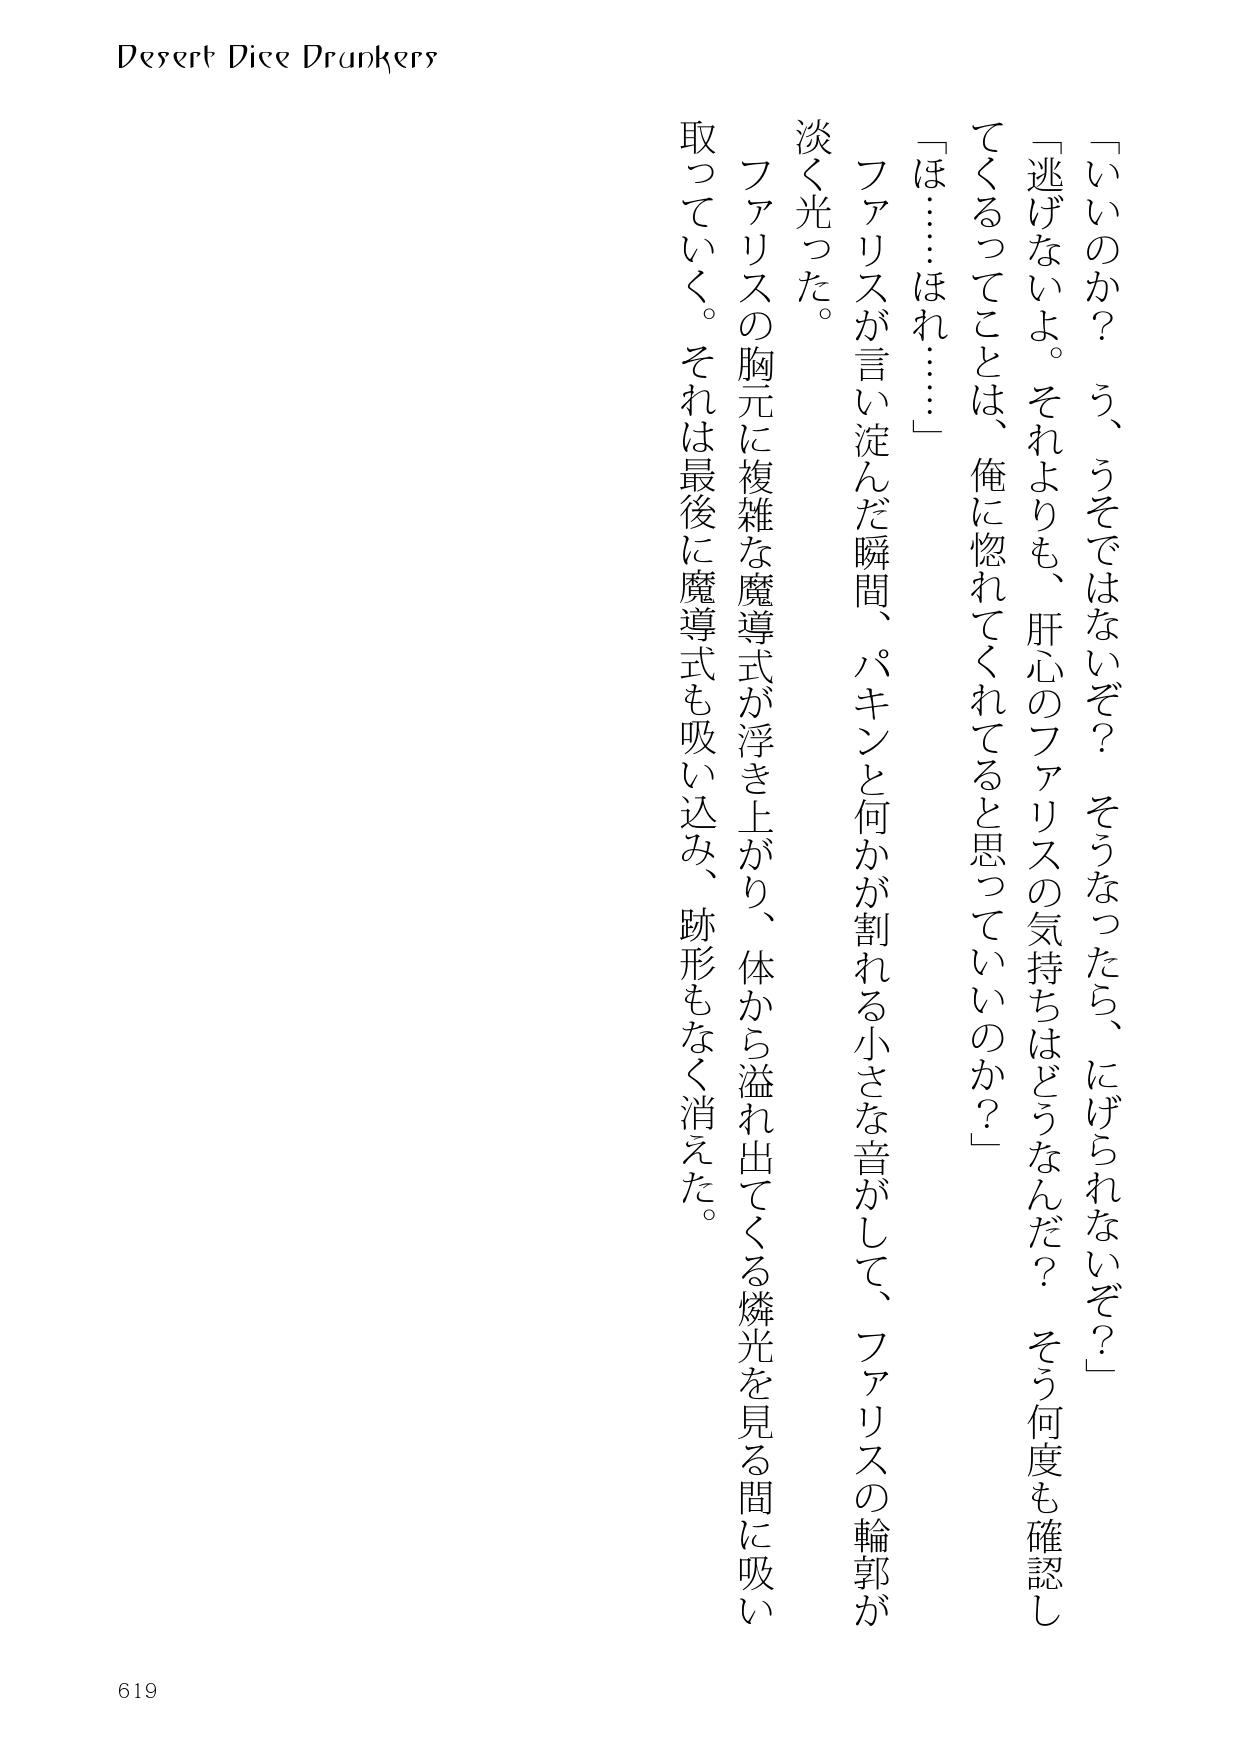 Desert Dice Drunkers
「いいのか？　う、うそではないぞ？　そうなったら、にげられないぞ？」
「逃げないよ。それよりも、肝心のファリスの気持ちはどうなんだ？　そう何度も確認し
てくるってことは、俺に惚れてくれてると思っていいのか？」
「ほ……ほれ……」
　ファリスが言い淀んだ瞬間、パキンと何かが割れる小さな音がして、ファリスの輪郭が
淡く光った。
　ファリスの胸元に複雑な魔導式が浮き上がり、体から溢れ出てくる燐光を見る間に吸い
取っていく。それは最後に魔導式も吸い込み、跡形もなく消えた。
619